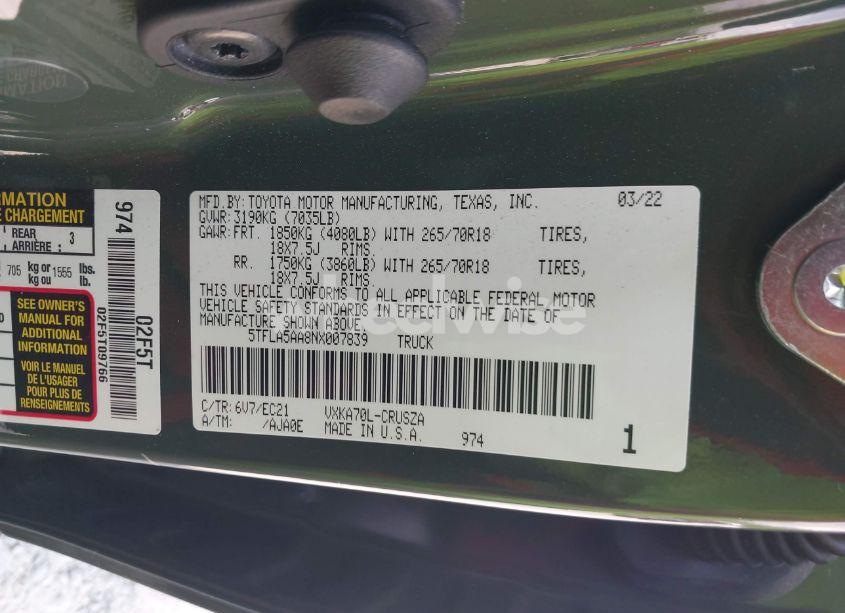 RMATION
E CHARGEMENT
REAR
ARRIÈRE : 3
705 kg or 1555 lbs.
kg ou lb.
SEE OWNER'S
MANUAL FOR
ADDITIONAL
INFORMATION
VOIR LE MANUEL
DE L'USAGER
POUR PLUS DE
RENSEIGNEMENTS
974
02F5T
02F5T09766
MFD.BY:TOYOTA MOTOR MANUFACTURING, TEXAS, INC. 03/22
GVWR:3190KG (7035LB)
GAWR:FRT. 1850KG (4080LB) WITH 265/70R18 TIRES,
18X7.5J RIMS.
RR. 1750KG (3860LB) WITH 265/70R18 TIRES,
18X7.5J RIMS.
THIS VEHICLE CONFORMS TO ALL APPLICABLE FEDERAL MOTOR
VEHICLE SAFETY STANDARDS IN EFFECT ON THE DATE OF
MANUFACTURE SHOWN ABOVE.
5TFLA5AA8NX007839 TRUCK
C/TR:6V7/EC21 VXKA70L-CRUSZA
A/TM: /AJA0E MADE IN U.S.A. 974 1